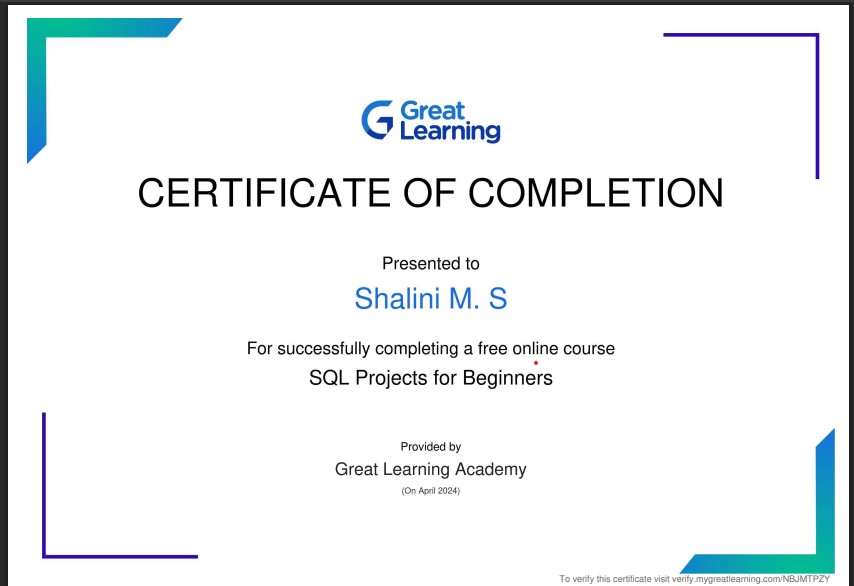 Great
Learning
CERTIFICATE OF COMPLETION
Presented to
Shalini M. S
For successfully completing a free online course
SQL Projects for Beginners
Provided by
Great Learning Academy
(On April 2024)
To verify this certificate visit verify.mygreatlearning.com/NBJMTPZY